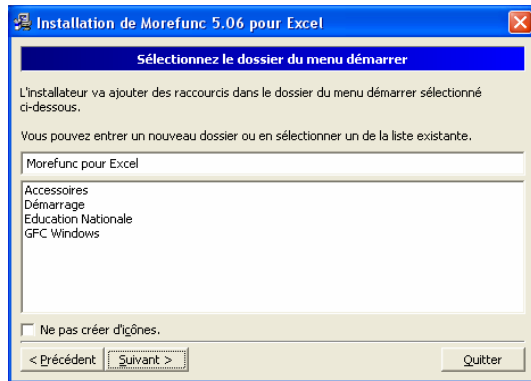 Installation de Morefunc 5.06 pour Excel
Sélectionnez le dossier du menu démarrer
L'installateur va ajouter des raccourcis dans le dossier du menu démarrer sélectionné
ci-dessous.
Vous pouvez entrer un nouveau dossier ou en sélectionner un de la liste existante.
Morefunc pour Excel
Accessoires
Démarrage
Education Nationale
GFC Windows
Ne pas créer d'icônes.
< Précédent Suivant > Quitter